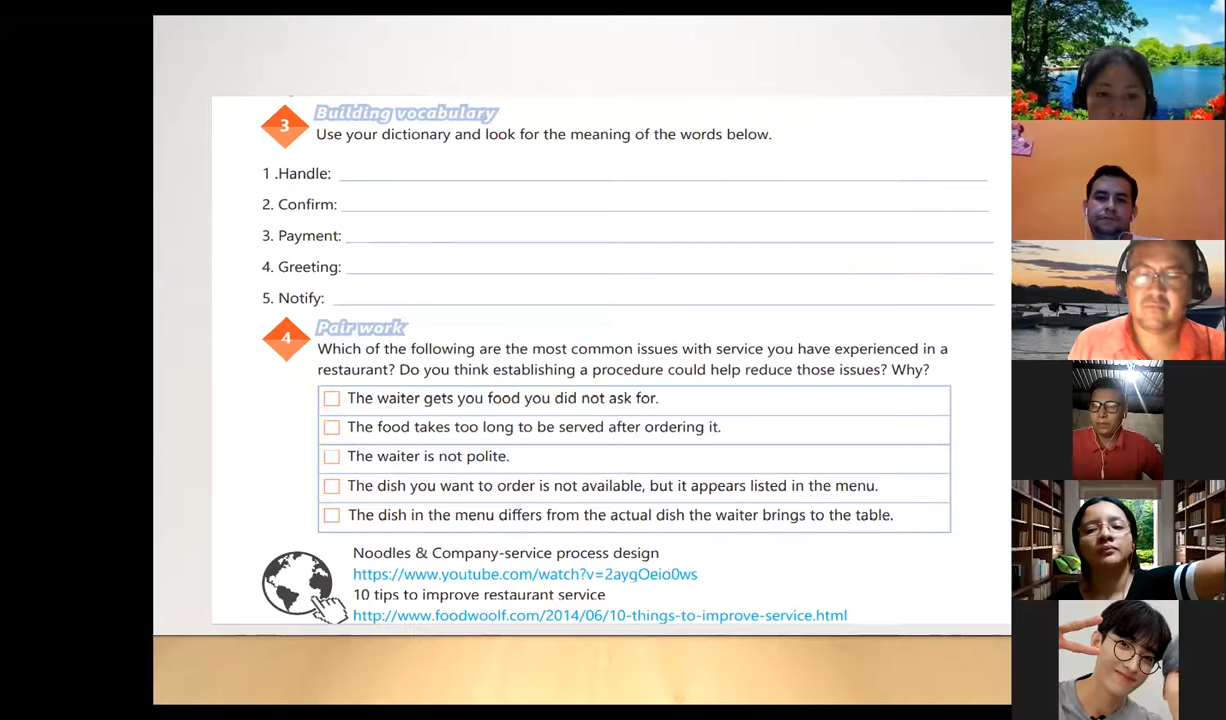 3
Building vocabulary
Use your dictionary and look for the meaning of the words below.
1 .Handle:
2. Confirm:
3. Payment:
4. Greeting:
5. Notify:
4
Pair work
Which of the following are the most common issues with service you have experienced in a
restaurant? Do you think establishing a procedure could help reduce those issues? Why?
The waiter gets you food you did not ask for.
The food takes too long to be served after ordering it.
The waiter is not polite.
The dish you want to order is not available, but it appears listed in the menu.
The dish in the menu differs from the actual dish the waiter brings to the table.
Noodles & Company-service process design
https://www.youtube.com/watch?v=2aygOeio0ws
10 tips to improve restaurant service
http://www.foodwoolf.com/2014/06/10-things-to-improve-service.html